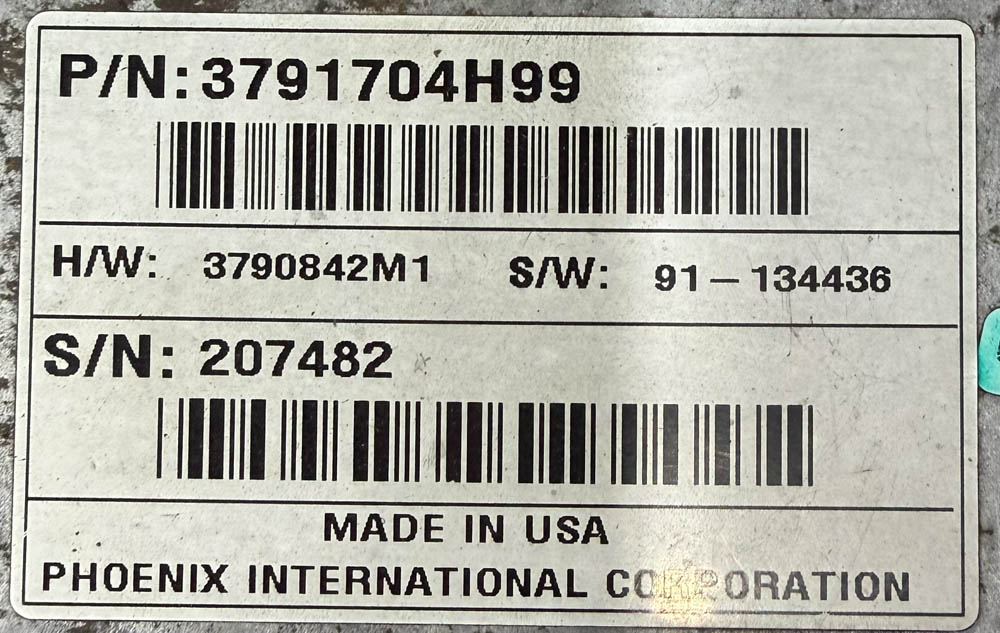 P/N: 3791704H99
H/W: 3790842M1 S/W: 91-134436
S/N: 207482
MADE IN USA
PHOENIX INTERNATIONAL CORPORATION